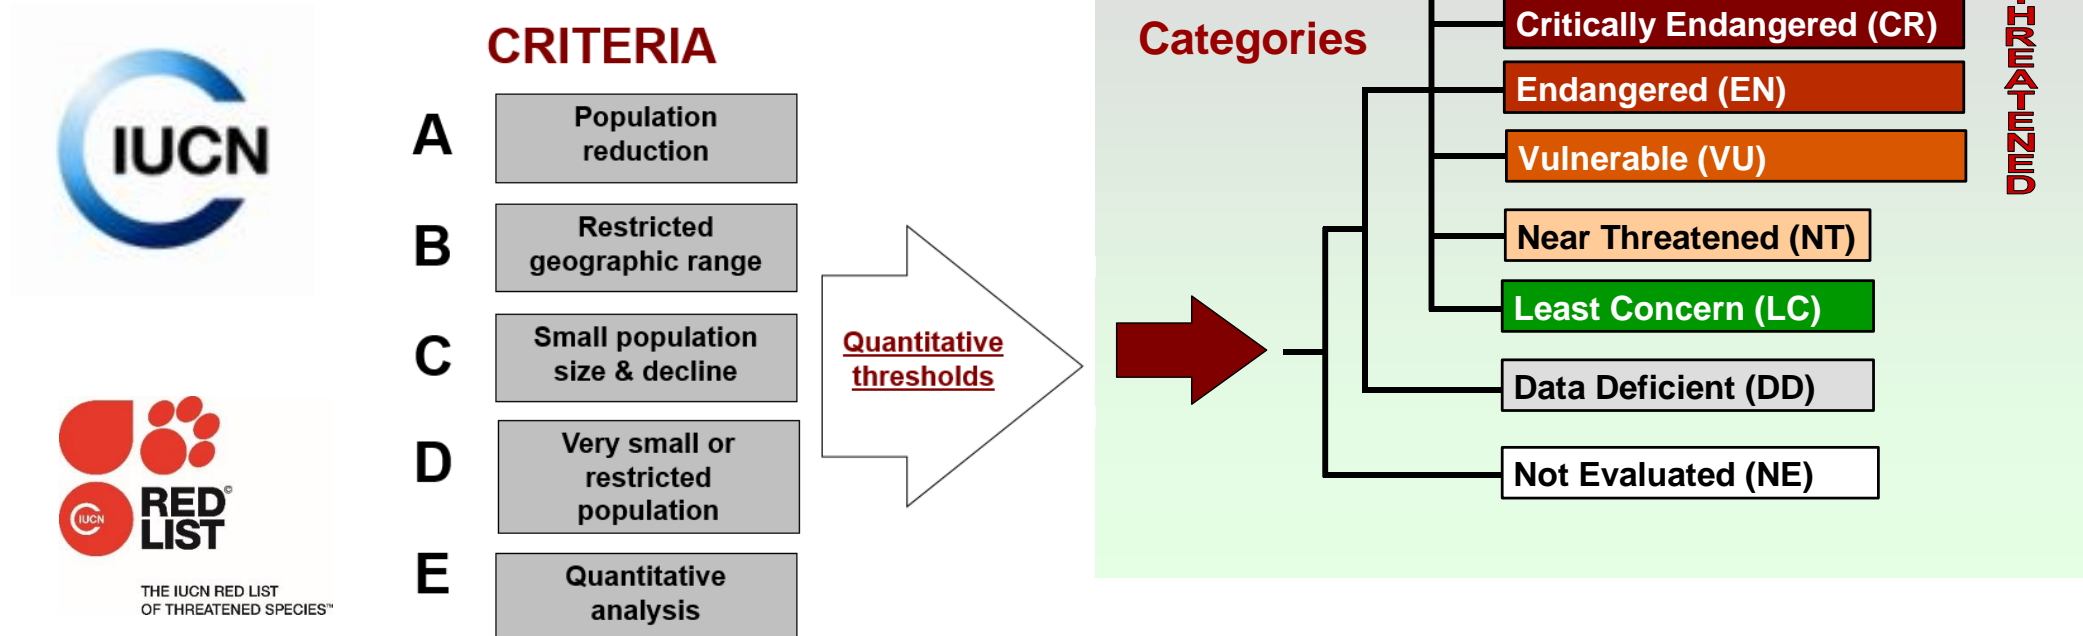 IUCN
RED©
LIST
IUCN
THE IUCN RED LIST
OF THREATENED SPECIES™
CRITERIA
A
Population
reduction
B
Restricted
geographic range
C
Small population
size & decline
D
Very small or
restricted
population
E
Quantitative
analysis
Quantitative
thresholds
Categories
Critically Endangered (CR)
Endangered (EN)
Vulnerable (VU)
Near Threatened (NT)
Least Concern (LC)
Data Deficient (DD)
Not Evaluated (NE)
THREATENED